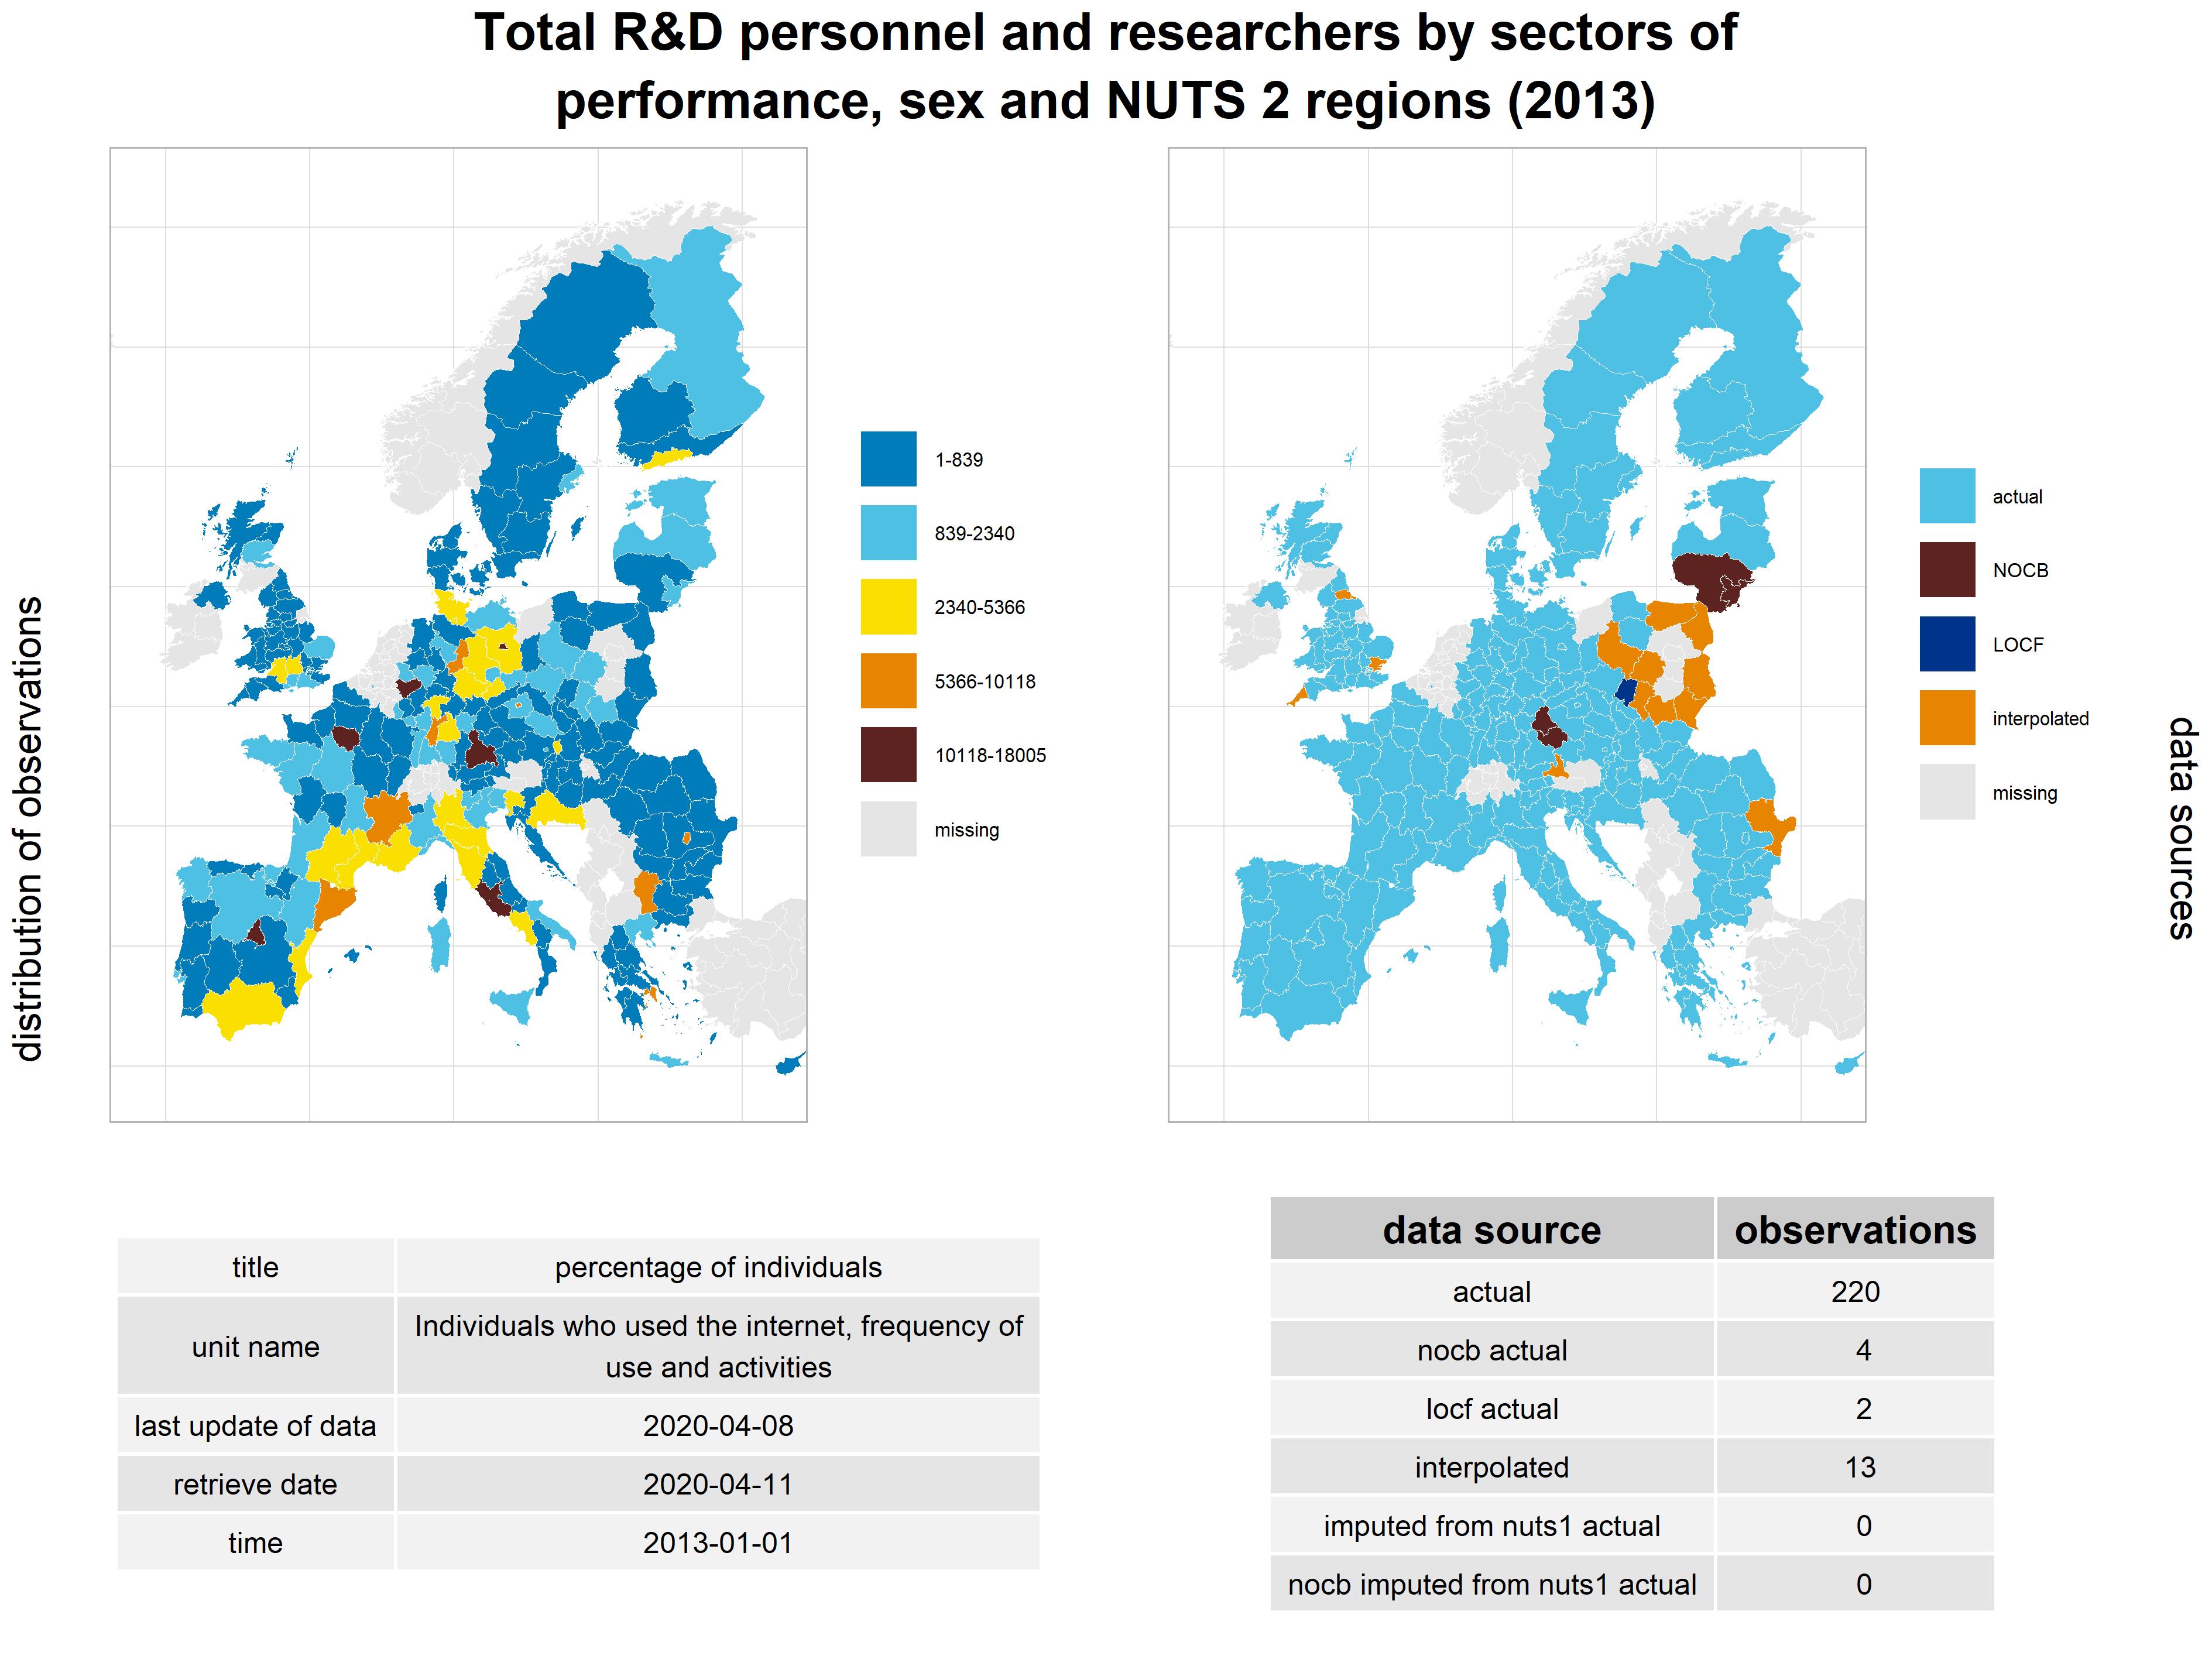 Total R&D personnel and researchers by sectors of
performance, sex and NUTS 2 regions (2013)
distribution of observations
1-839
839-2340
2340-5366
5366-10118
10118-18005
missing
actual
NOCB
LOCF
interpolated
missing
data sources
title percentage of individuals
unit name Individuals who used the internet, frequency of
use and activities
last update of data 2020-04-08
retrieve date 2020-04-11
time 2013-01-01
data source observations
actual 220
nocb actual 4
locf actual 2
interpolated 13
imputed from nuts1 actual 0
nocb imputed from nuts1 actual 0